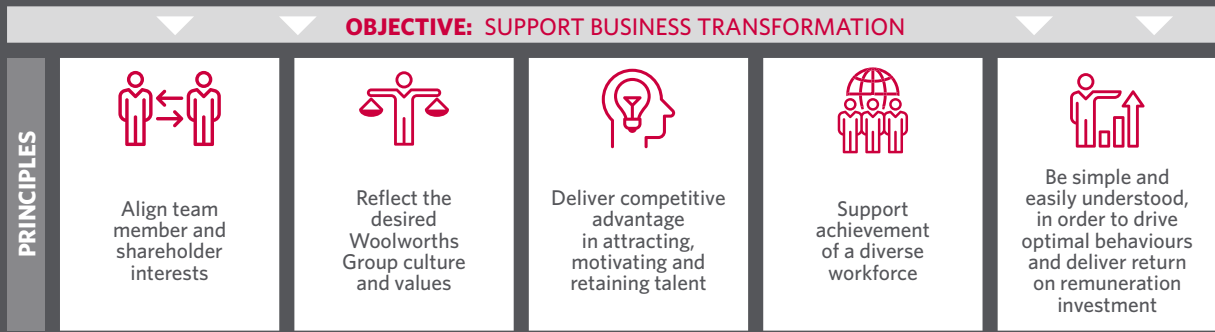 OBJECTIVE: SUPPORT BUSINESS TRANSFORMATION
PRINCIPLES
Align team
member and
shareholder
interests
Reflect the
desired
Woolworths
Group culture
and values
Deliver competitive
advantage
in attracting,
motivating and
retaining talent
Support
achievement
of a diverse
workforce
Be simple and
easily understood,
in order to drive
optimal behaviours
and deliver return
on remuneration
investment